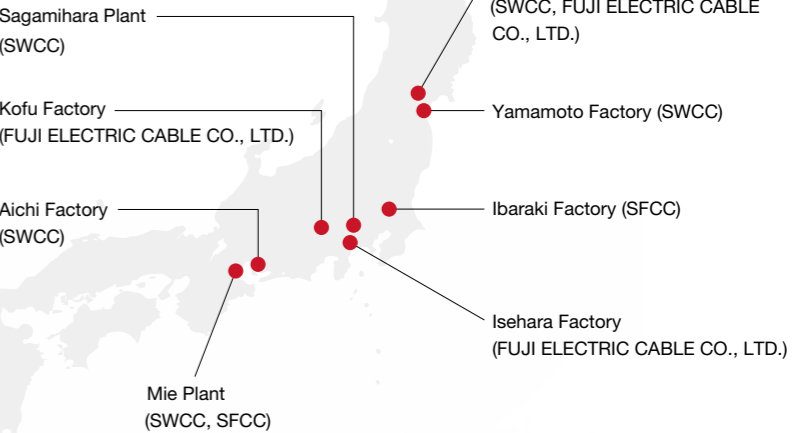 (SWCC, FUJI ELECTRIC CABLE
CO., LTD.)
Sagamihara Plant
(SWCC)
Kofu Factory
(FUJI ELECTRIC CABLE CO., LTD.)
Yamamoto Factory (SWCC)
Aichi Factory
(SWCC)
Ibaraki Factory (SFCC)
Isehara Factory
(FUJI ELECTRIC CABLE CO., LTD.)
Mie Plant
(SWCC, SFCC)